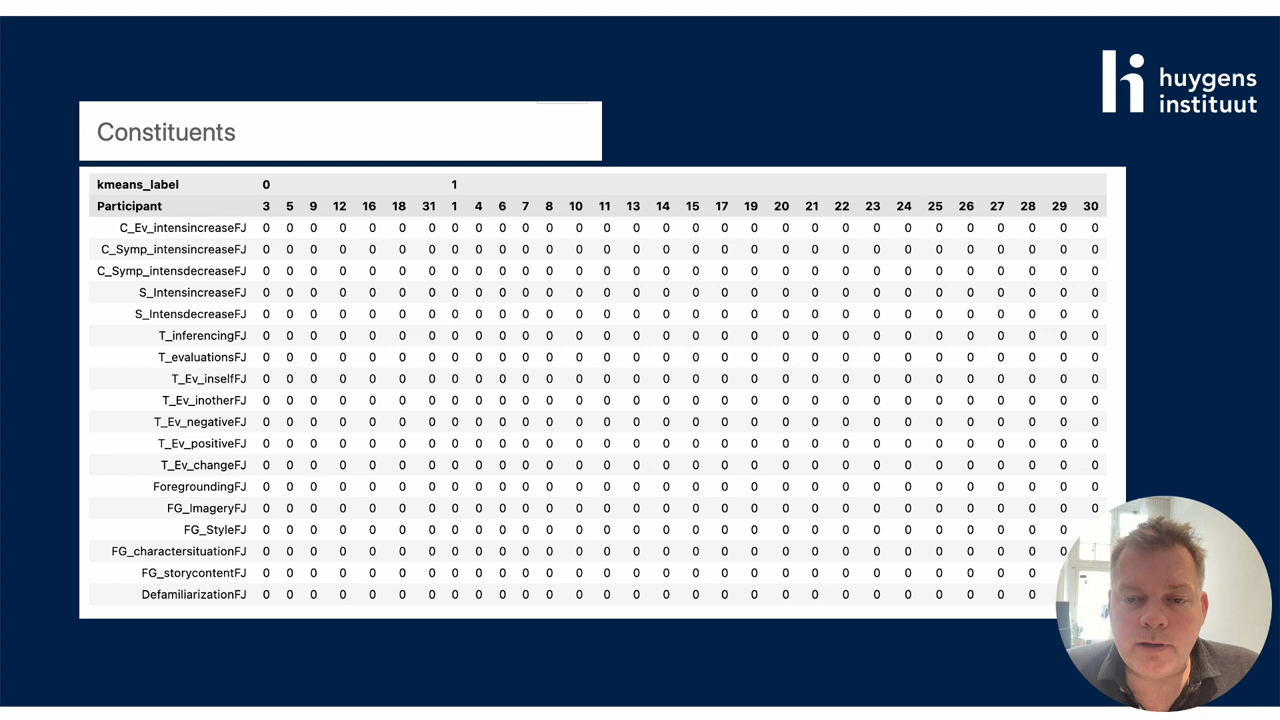 huygens
instituut
Constituents
kmeans_label 0 1
Participant 3 5 9 12 16 18 31 1 4 6 7 8 10 11 13 14 15 17 19 20 21 22 23 24 25 26 27 28 29 30
C_Ev_intensincreaseFJ 0 0 0 0 0 0 0 0 0 0 0 0 0 0 0 0 0 0 0 0 0 0 0 0 0 0 0 0 0 0
C_Symp_intensincreaseFJ 0 0 0 0 0 0 0 0 0 0 0 0 0 0 0 0 0 0 0 0 0 0 0 0 0 0 0 0 0 0
C_Symp_intensdecreaseFJ 0 0 0 0 0 0 0 0 0 0 0 0 0 0 0 0 0 0 0 0 0 0 0 0 0 0 0 0 0 0
S_IntensincreaseFJ 0 0 0 0 0 0 0 0 0 0 0 0 0 0 0 0 0 0 0 0 0 0 0 0 0 0 0 0 0 0
S_IntensdecreaseFJ 0 0 0 0 0 0 0 0 0 0 0 0 0 0 0 0 0 0 0 0 0 0 0 0 0 0 0 0 0 0
T_inferencingFJ 0 0 0 0 0 0 0 0 0 0 0 0 0 0 0 0 0 0 0 0 0 0 0 0 0 0 0 0 0 0
T_evaluationsFJ 0 0 0 0 0 0 0 0 0 0 0 0 0 0 0 0 0 0 0 0 0 0 0 0 0 0 0 0 0 0
T_Ev_inselfFJ 0 0 0 0 0 0 0 0 0 0 0 0 0 0 0 0 0 0 0 0 0 0 0 0 0 0 0 0 0 0
T_Ev_inotherFJ 0 0 0 0 0 0 0 0 0 0 0 0 0 0 0 0 0 0 0 0 0 0 0 0 0 0 0 0 0 0
T_Ev_negativeFJ 0 0 0 0 0 0 0 0 0 0 0 0 0 0 0 0 0 0 0 0 0 0 0 0 0 0 0 0 0 0
T_Ev_positiveFJ 0 0 0 0 0 0 0 0 0 0 0 0 0 0 0 0 0 0 0 0 0 0 0 0 0 0 0 0 0 0
T_Ev_changeFJ 0 0 0 0 0 0 0 0 0 0 0 0 0 0 0 0 0 0 0 0 0 0 0 0 0 0 0 0 0 0
ForegroundingFJ 0 0 0 0 0 0 0 0 0 0 0 0 0 0 0 0 0 0 0 0 0 0 0 0 0 0 0 0 0 0
FG_ImageryFJ 0 0 0 0 0 0 0 0 0 0 0 0 0 0 0 0 0 0 0 0 0 0 0 0 0 0 0 0 0 0
FG_StyleFJ 0 0 0 0 0 0 0 0 0 0 0 0 0 0 0 0 0 0 0 0 0 0 0 0 0 0 0 0 0
FG_charactersituationFJ 0 0 0 0 0 0 0 0 0 0 0 0 0 0 0 0 0 0 0 0 0 0 0 0 0 0 0 0 0
FG_storycontentFJ 0 0 0 0 0 0 0 0 0 0 0 0 0 0 0 0 0 0 0 0 0 0 0 0 0 0 0 0
DefamiliarizationFJ 0 0 0 0 0 0 0 0 0 0 0 0 0 0 0 0 0 0 0 0 0 0 0 0 0 0 0 0